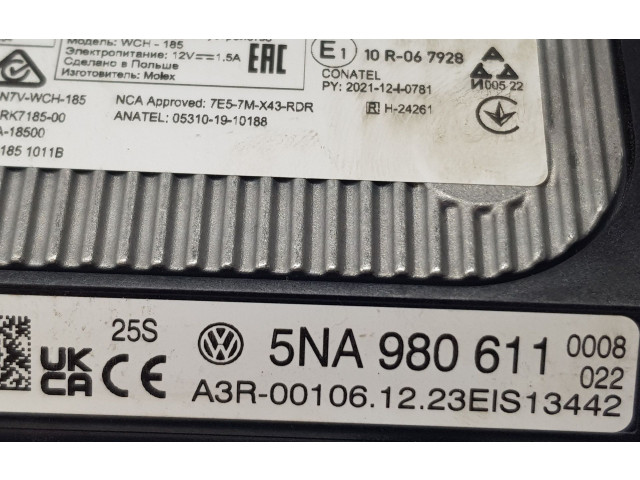 Модель: WCH - 185
Электропитание: 12V 1.5A
Сделано в Польше
Изготовитель: Molex
EAC
E1 10 R-06 7928
CONATEL
PY: 2021-12-I-0781
И005 22
N7V-WCH-185
NCA Approved: 7E5-7M-X43-RDR
R H-24261
RK7185-00
ANATEL: 05310-19-10188
A-18500
185 1011B
25S
UK CA CE
VW 5NA 980 611 0008
022
A3R-00106.12.23EIS13442